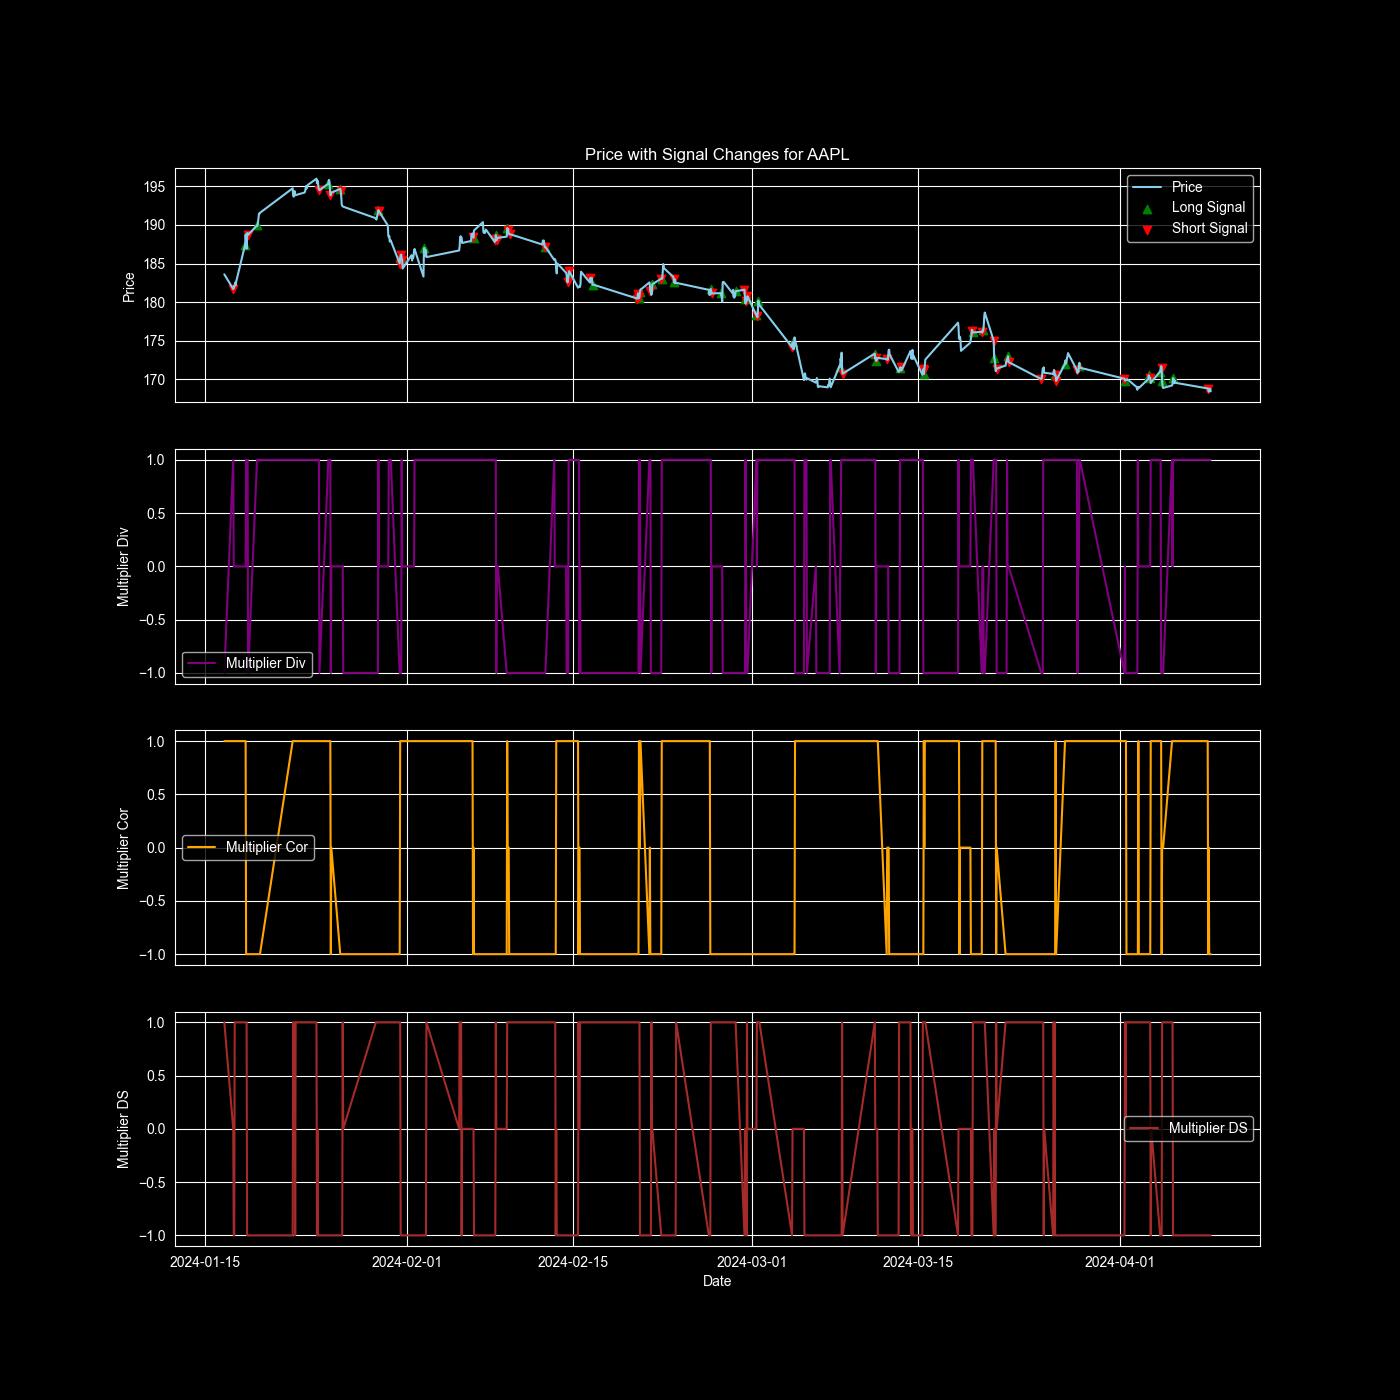 Price with Signal Changes for AAPL
Price
195
190
185
180
175
170
Price
Long Signal
Short Signal
Multiplier Div
1.0
0.5
0.0
−0.5
−1.0
Multiplier Div
Multiplier Cor
1.0
0.5
0.0
−0.5
−1.0
Multiplier Cor
Multiplier DS
1.0
0.5
0.0
−0.5
−1.0
Multiplier DS
2024-01-15 2024-02-01 2024-02-15 2024-03-01 2024-03-15 2024-04-01
Date